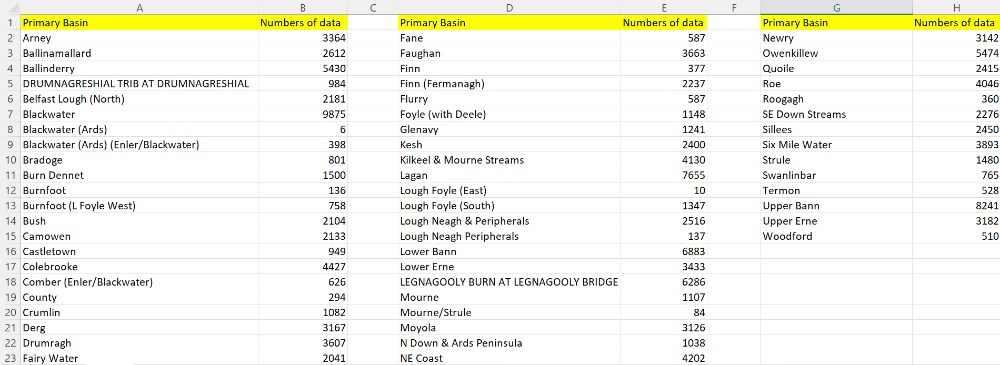 A B C D E F G H
1 Primary Basin Numbers of data Primary Basin Numbers of data Primary Basin Numbers of data
2 Arney 3364 Fane 587 Newry 3142
3 Ballinamallard 2612 Faughan 3663 Owenkillew 5474
4 Ballinderry 5430 Finn 377 Quoile 2415
5 DRUMNAGRESHIAL TRIB AT DRUMNAGRESHIAL 984 Finn (Fermanagh) 2237 Roe 4046
6 Belfast Lough (North) 2181 Flurry 587 Roogagh 360
7 Blackwater 9875 Foyle (with Deele) 1148 SE Down Streams 2276
8 Blackwater (Ards) 6 Glenavy 1241 Sillees 2450
9 Blackwater (Ards) (Enler/Blackwater) 398 Kesh 2400 Six Mile Water 3893
10 Bradoge 801 Kilkeel & Mourne Streams 4130 Strule 1480
11 Burn Dennet 1500 Lagan 7655 Swanlinbar 765
12 Burnfoot 136 Lough Foyle (East) 10 Termon 528
13 Burnfoot (L Foyle West) 758 Lough Foyle (South) 1347 Upper Bann 8241
14 Bush 2104 Lough Neagh & Peripherals 2516 Upper Erne 3182
15 Camowen 2133 Lough Neagh Peripherals 137 Woodford 510
16 Castletown 949 Lower Bann 6883
17 Colebrooke 4427 Lower Erne 3433
18 Comber (Enler/Blackwater) 626 LEGNAGOOLY BURN AT LEGNAGOOLY BRIDGE 6286
19 County 294 Mourne 1107
20 Crumlin 1082 Mourne/Strule 84
21 Derg 3167 Moyola 3126
22 Drumragh 3607 N Down & Ards Peninsula 1038
23 Fairy Water 2041 NE Coast 4202